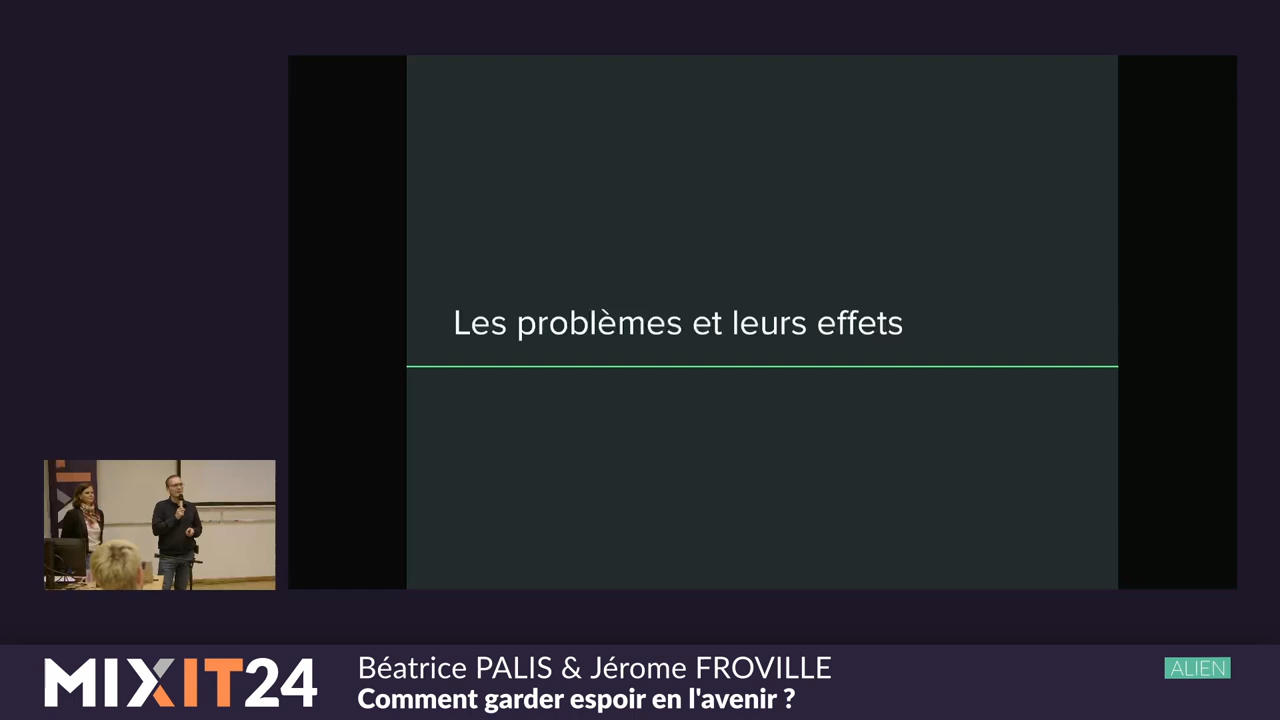 Les problèmes et leurs effets
MIXIT24
Béatrice PALIS & Jérome FROVILLE
Comment garder espoir en l'avenir ?
ALIEN